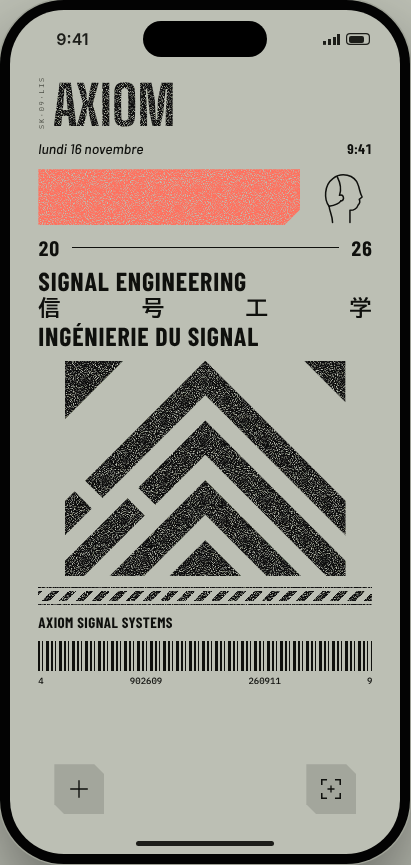 9:41
SK-09-LIS
AXIOM
lundi 16 novembre 9:41
20 26
SIGNAL ENGINEERING
信 号 工 学
INGÉNIERIE DU SIGNAL
AXIOM SIGNAL SYSTEMS
4 902609 260911 9